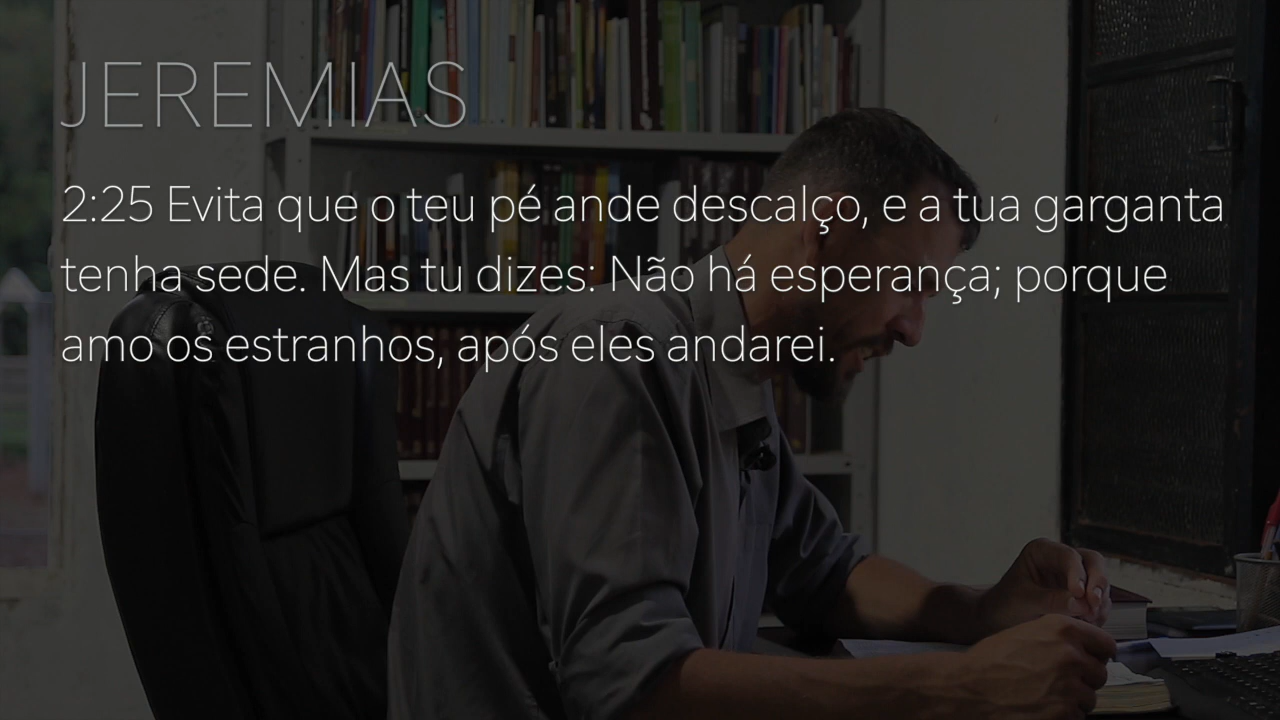 JEREMIAS
2:25 Evita que o teu pé ande descalço, e a tua garganta
tenha sede. Mas tu dizes: Não há esperança; porque
amo os estranhos, após eles andarei.